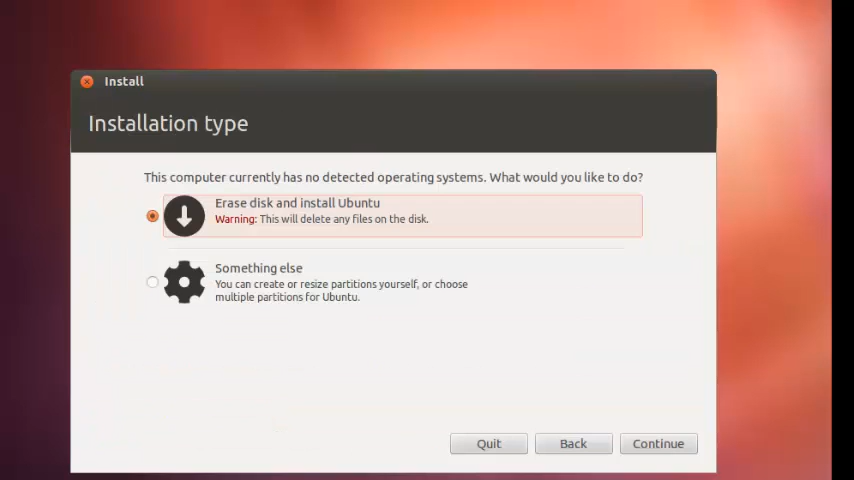 Install
Installation type
This computer currently has no detected operating systems. What would you like to do?
Erase disk and install Ubuntu
Warning: This will delete any files on the disk.
Something else
You can create or resize partitions yourself, or choose
multiple partitions for Ubuntu.
Quit Back Continue